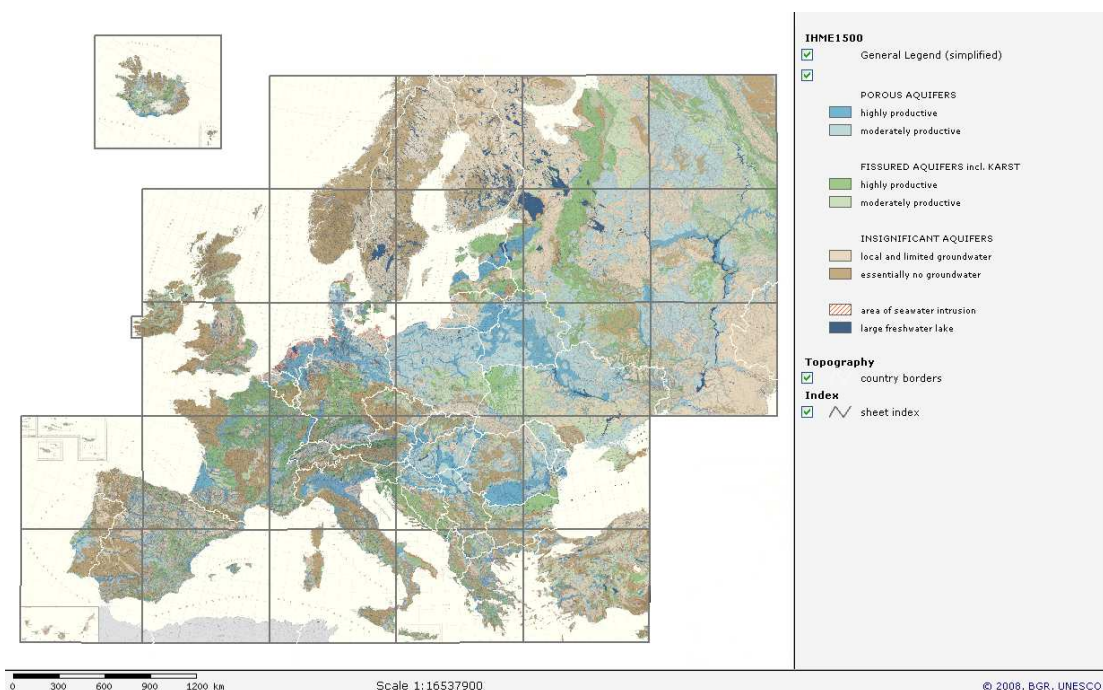 IHME1500
General Legend (simplified)
POROUS AQUIFERS
highly productive
moderately productive
FISSURED AQUIFERS incl. KARST
highly productive
moderately productive
INSIGNIFICANT AQUIFERS
local and limited groundwater
essentially no groundwater
area of seawater intrusion
large freshwater lake
Topography
country borders
Index
sheet index
0 300 600 900 1200 km
Scale 1:16537900
© 2008, BGR, UNESCO